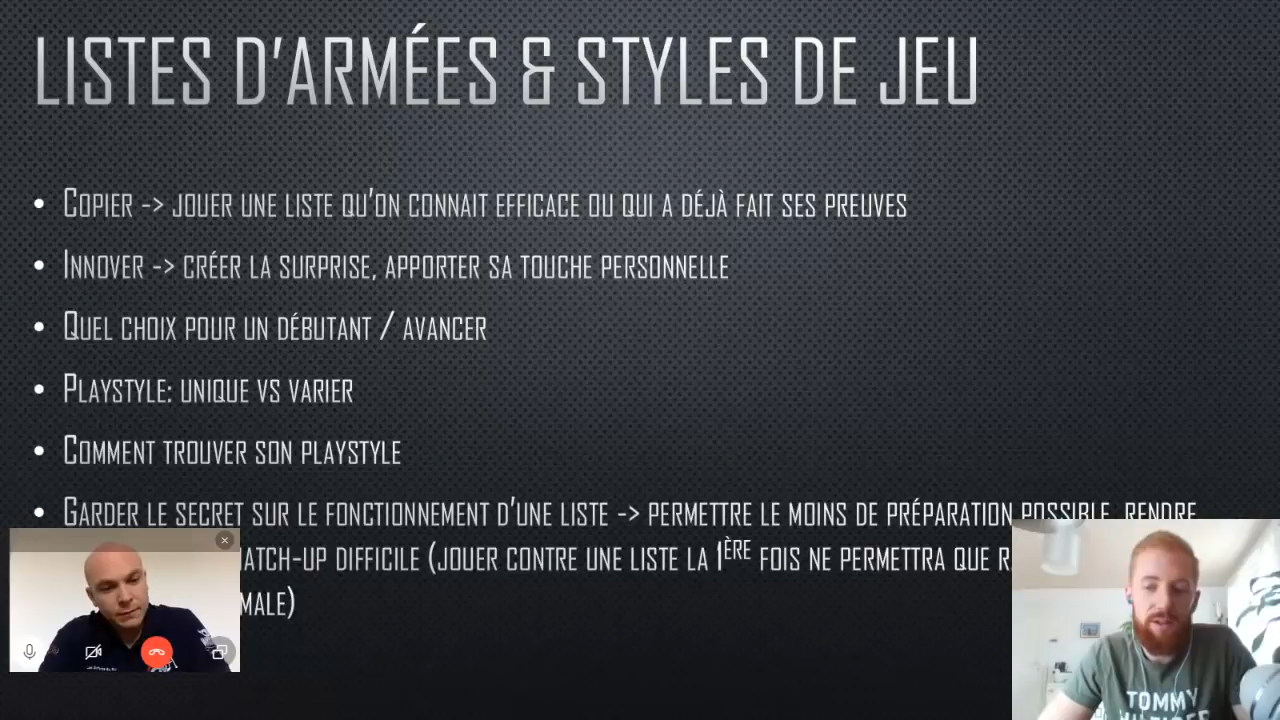 LISTES D'ARMÉES & STYLES DE JEU
• COPIER -> JOUER UNE LISTE QU'ON CONNAIT EFFICACE OU QUI A DÉJÀ FAIT SES PREUVES
• INNOVER -> CRÉER LA SURPRISE, APPORTER SA TOUCHE PERSONNELLE
• QUEL CHOIX POUR UN DÉBUTANT / AVANCER
• PLAYSTYLE: UNIQUE VS VARIER
• COMMENT TROUVER SON PLAYSTYLE
• GARDER LE SECRET SUR LE FONCTIONNEMENT D'UNE LISTE -> PERMETTRE LE MOINS DE PRÉPARATION POSSIBLE, RENDRE
DIFFICILE (JOUER CONTRE UNE LISTE LA 1ÈRE FOIS NE PERMETTRA QUE
TOMMY